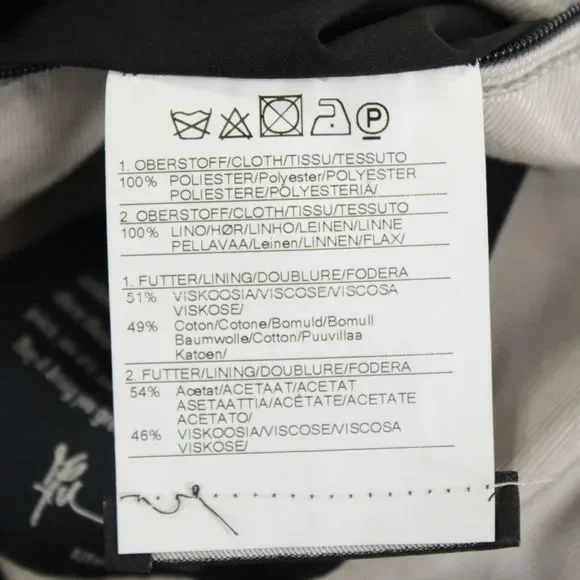 P
1. OBERSTOFF/CLOTH/TISSU/TESSUTO
100% POLIESTER/Polyester/POLYESTER
POLIESTERE/POLYESTERIÁ/
2. OBERSTOFF/CLOTH/TISSU/TESSUTO
100% LINO/HØR/LINHO/LEINEN/LINNE
PELLAVAA/Leinen/LINNEN/FLAX/
1. FUTTER/LINING/DOUBLURE/FODERA
51% VISKOOSIA/VISCOSE/VISCOSA
VISKOSE/
49% Coton/Cotone/Bomuld/Bomull
Baumwolle/Cotton/Puuvillaa
Katoen/
2. FUTTER/LINING/DOUBLURE/FODERA
54% Acetat/ACETAAT/ACETAT
ASETAATTIA/ACÉTATE/ACETATE
ACETATO/
46% VISKOOSIA/VISCOSE/VISCOSA
VISKOSE/